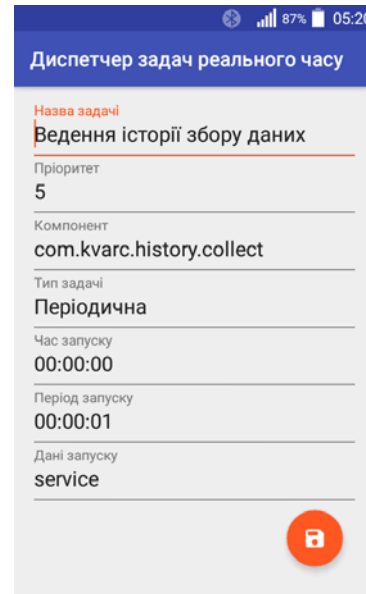 87% 05:20
Диспетчер задач реального часу
Назва задачі
Ведення історії збору даних
Пріоритет
5
Компонент
com.kvarc.history.collect
Тип задачі
Періодична
Час запуску
00:00:00
Період запуску
00:00:01
Дані запуску
service